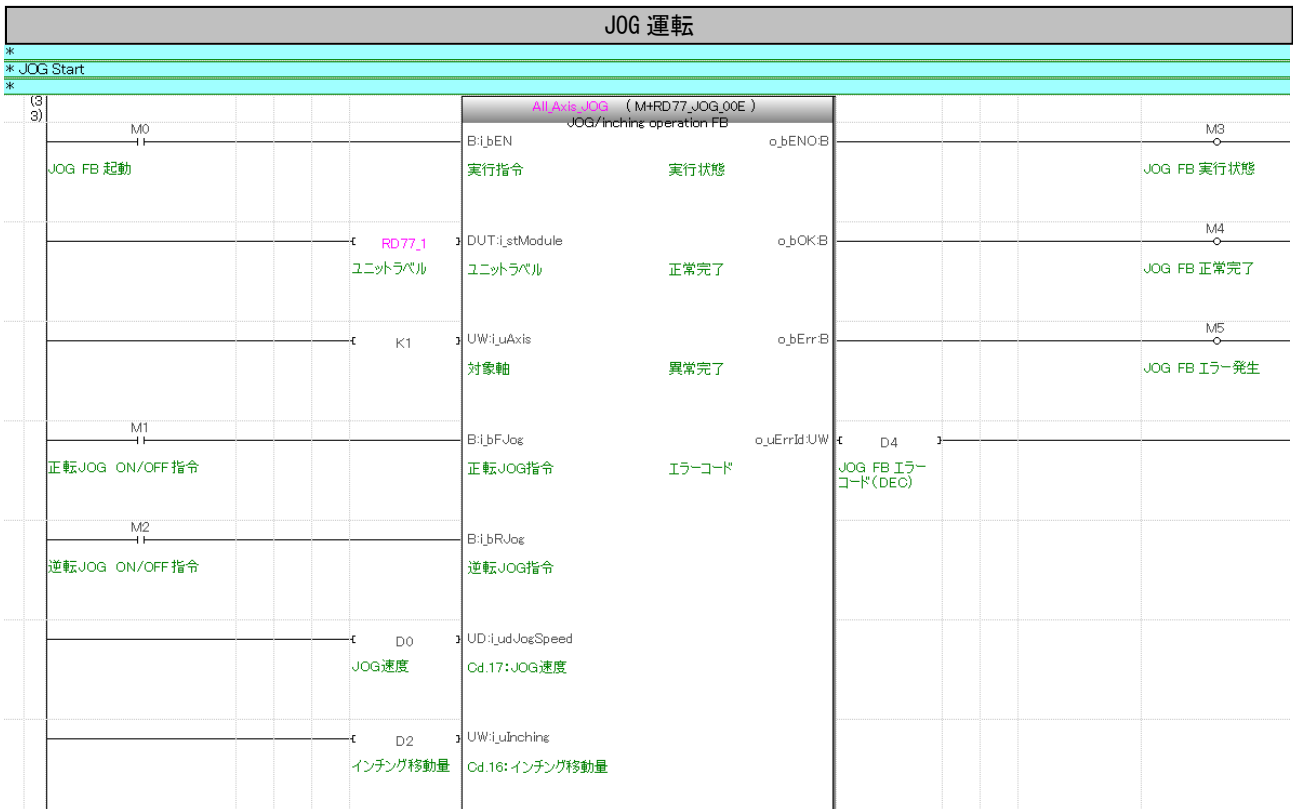 JOG 運転
*
* JOG Start
*
(3
3)
All_Axis_JOG (M+RD77_JOG_00E)
JOG/inching operation FB
M0
B:i_bEN
o_bENO:B
M3
JOG FB 起動
実行指令
実行状態
JOG FB 実行状態
RD77_1
DUT:i_stModule
o_bOK:B
M4
ユニットラベル
ユニットラベル
正常完了
JOG FB 正常完了
K1
UW:i_uAxis
o_bErr:B
M5
対象軸
異常完了
JOG FB エラー発生
M1
B:i_bFJog
o_uErrId:UW
D4
正転JOG ON/OFF指令
正転JOG指令
エラーコード
JOG FB エラー
コード(DEC)
M2
B:i_bRJog
逆転JOG ON/OFF指令
逆転JOG指令
D0
UD:i_udJogSpeed
JOG速度
Cd.17:JOG速度
D2
UW:i_uInching
インチング移動量
Cd.16:インチング移動量